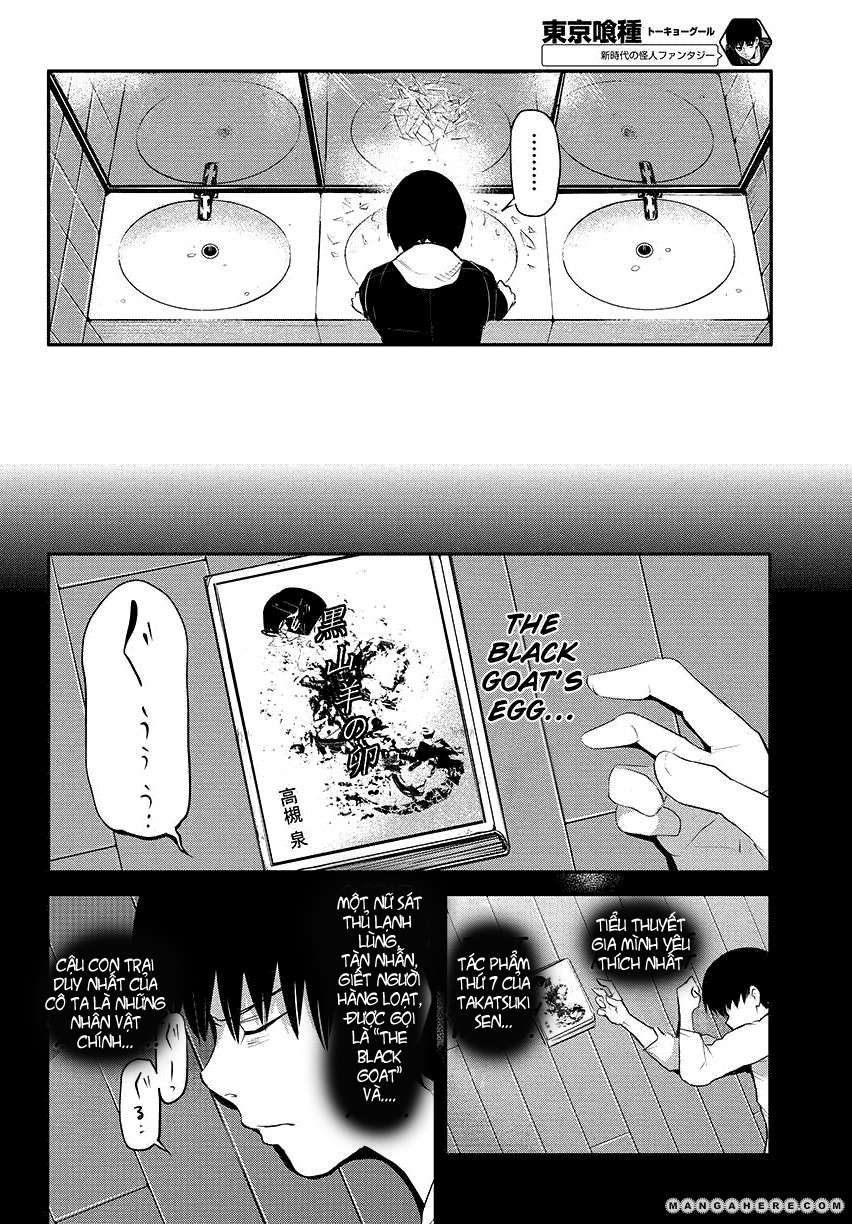 東京喰種 トーキョーグール
新時代の怪人ファンタジー
………
THE
BLACK
GOAT'S
EGG...
黒山羊の卵
高槻 泉
ぐぅぅぅ…
TIỂU THUYẾT
GIA MÌNH YÊU
THÍCH NHẤT
TÁC PHẨM
THỨ 7 CỦA
TAKATSUKI
SEN...
MỘT NỮ SÁT
THỦ LẠNH
LÙNG,
TÀN NHẪN,
GIẾT NGƯỜI
HÀNG LOẠT,
ĐƯỢC GỌI
LÀ "THE
BLACK
GOAT"
VÀ....
CẬU CON TRAI
DUY NHẤT CỦA
CÔ TA LÀ NHỮNG
NHÂN VẬT
CHÍNH...
MANGAHERE.COM